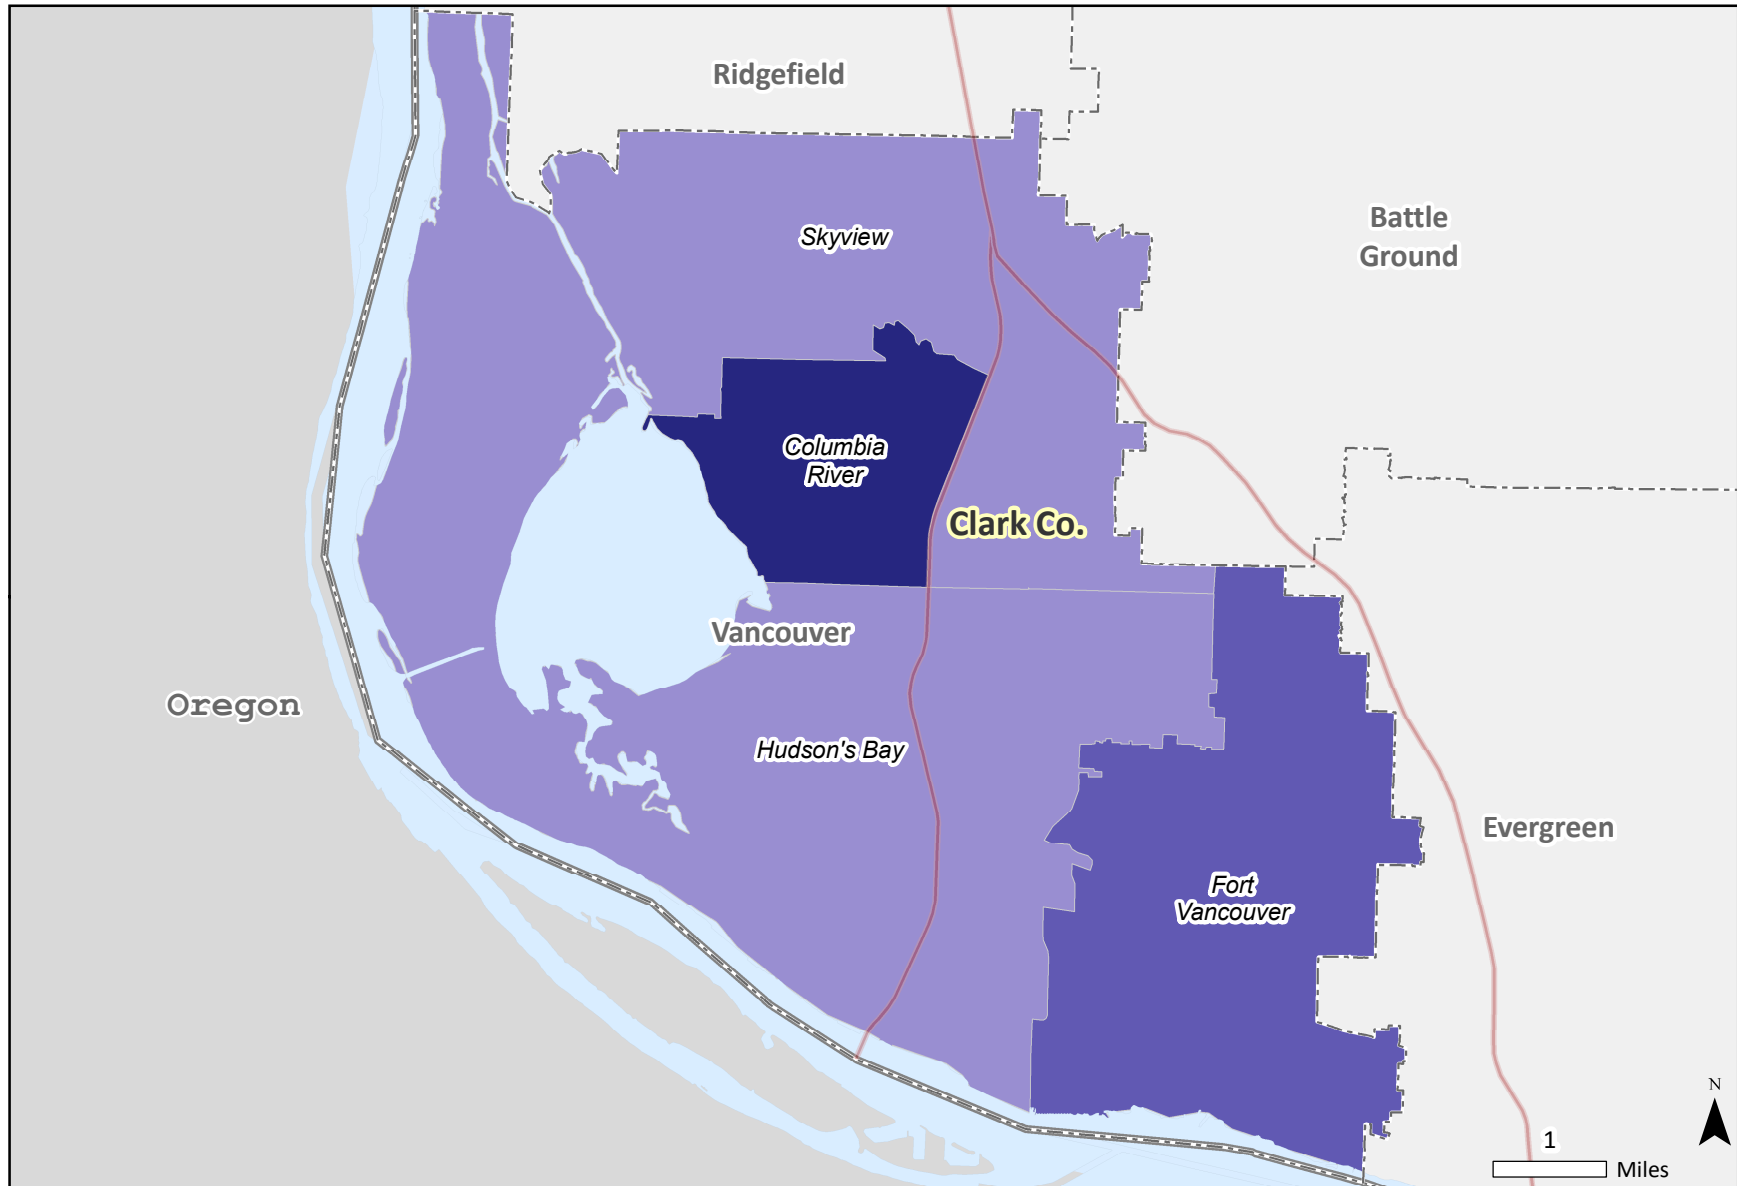 Ridgefield
Battle
Ground
Skyview
Columbia
River
Clark Co.
Vancouver
Oregon
Hudson's Bay
Evergreen
Fort
Vancouver
N
1
Miles